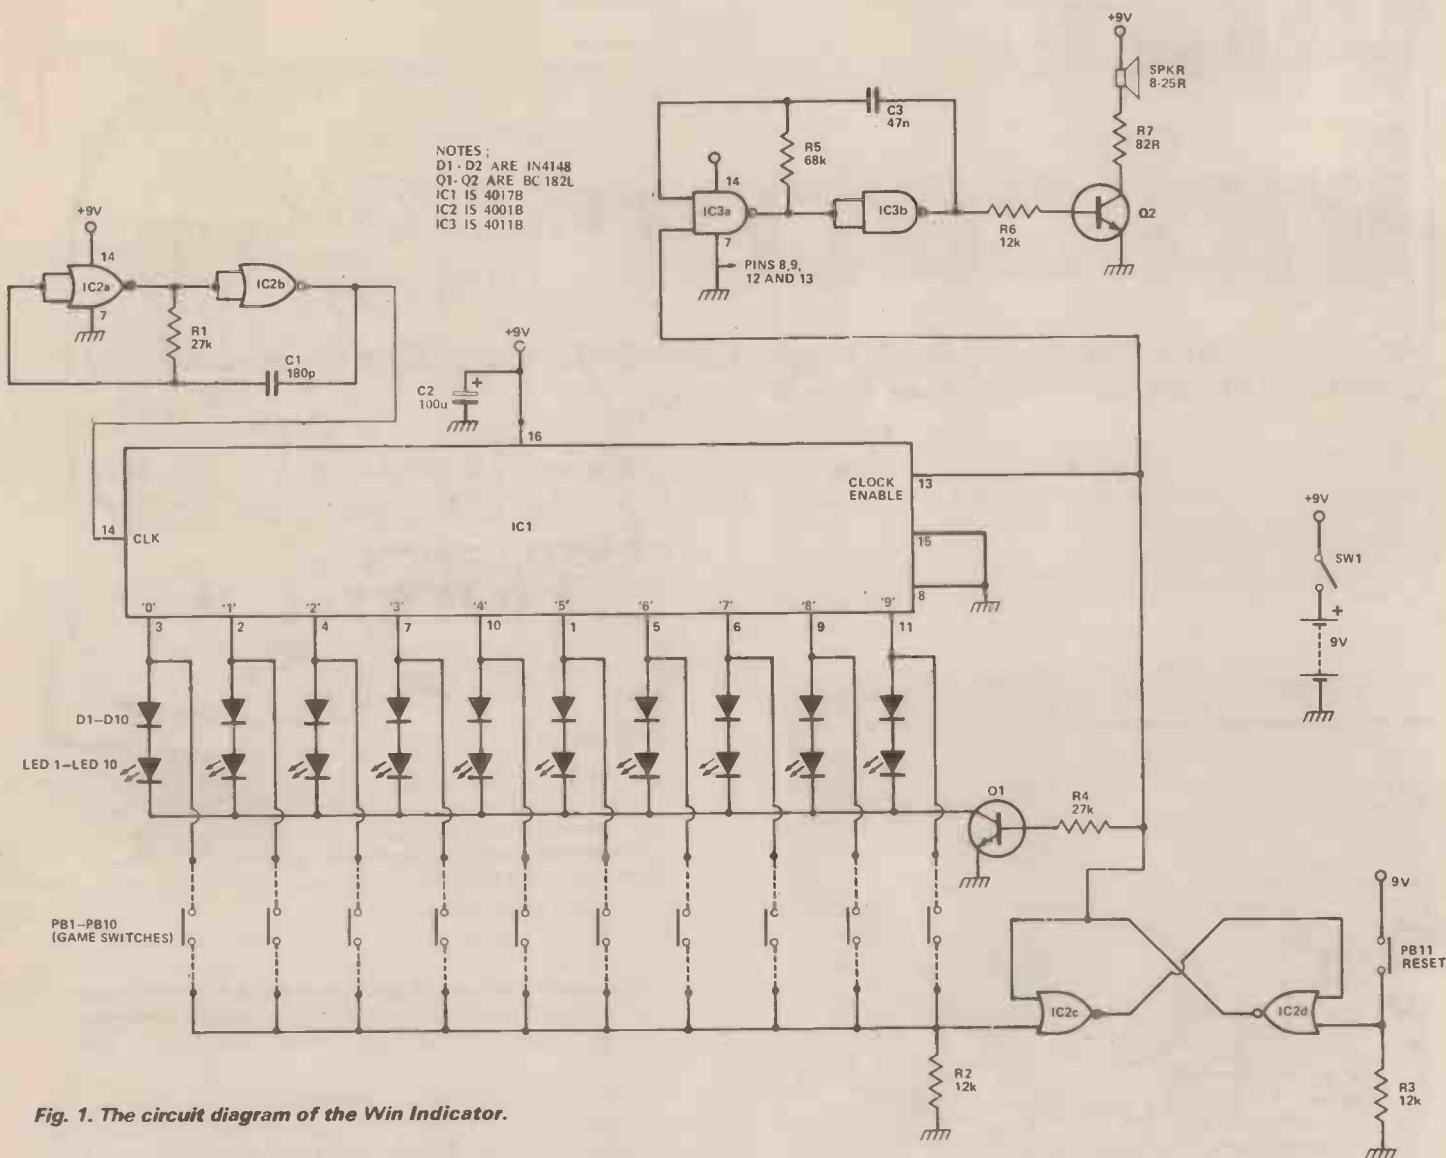 +9V
SPKR
8-25R
R7
82R
C3
47n
R5
68k
NOTES ;
D1-D2 ARE IN4148
Q1-Q2 ARE BC 182L
IC1 IS 4017B
IC2 IS 4001B
IC3 IS 4011B
14
IC3a
IC3b
7
R6
12k
Q2
PINS 8,9,
12 AND 13
+9V
14
IC2a
IC2b
7
R1
27k
C1
180p
+9V
C2
+
100u
16
14
CLK
IC1
CLOCK
ENABLE
13
15
8
'0' '1' '2' '3' '4' '5' '6' '7' '8' '9'
3 2 4 7 10 1 5 6 9 11
+9V
SW1
+
9V
D1–D10
LED 1–LED 10
Q1
R4
27k
PB1–PB10
(GAME SWITCHES)
9V
PB11
RESET
IC2c
IC2d
R2
12k
R3
12k
Fig. 1. The circuit diagram of the Win Indicator.